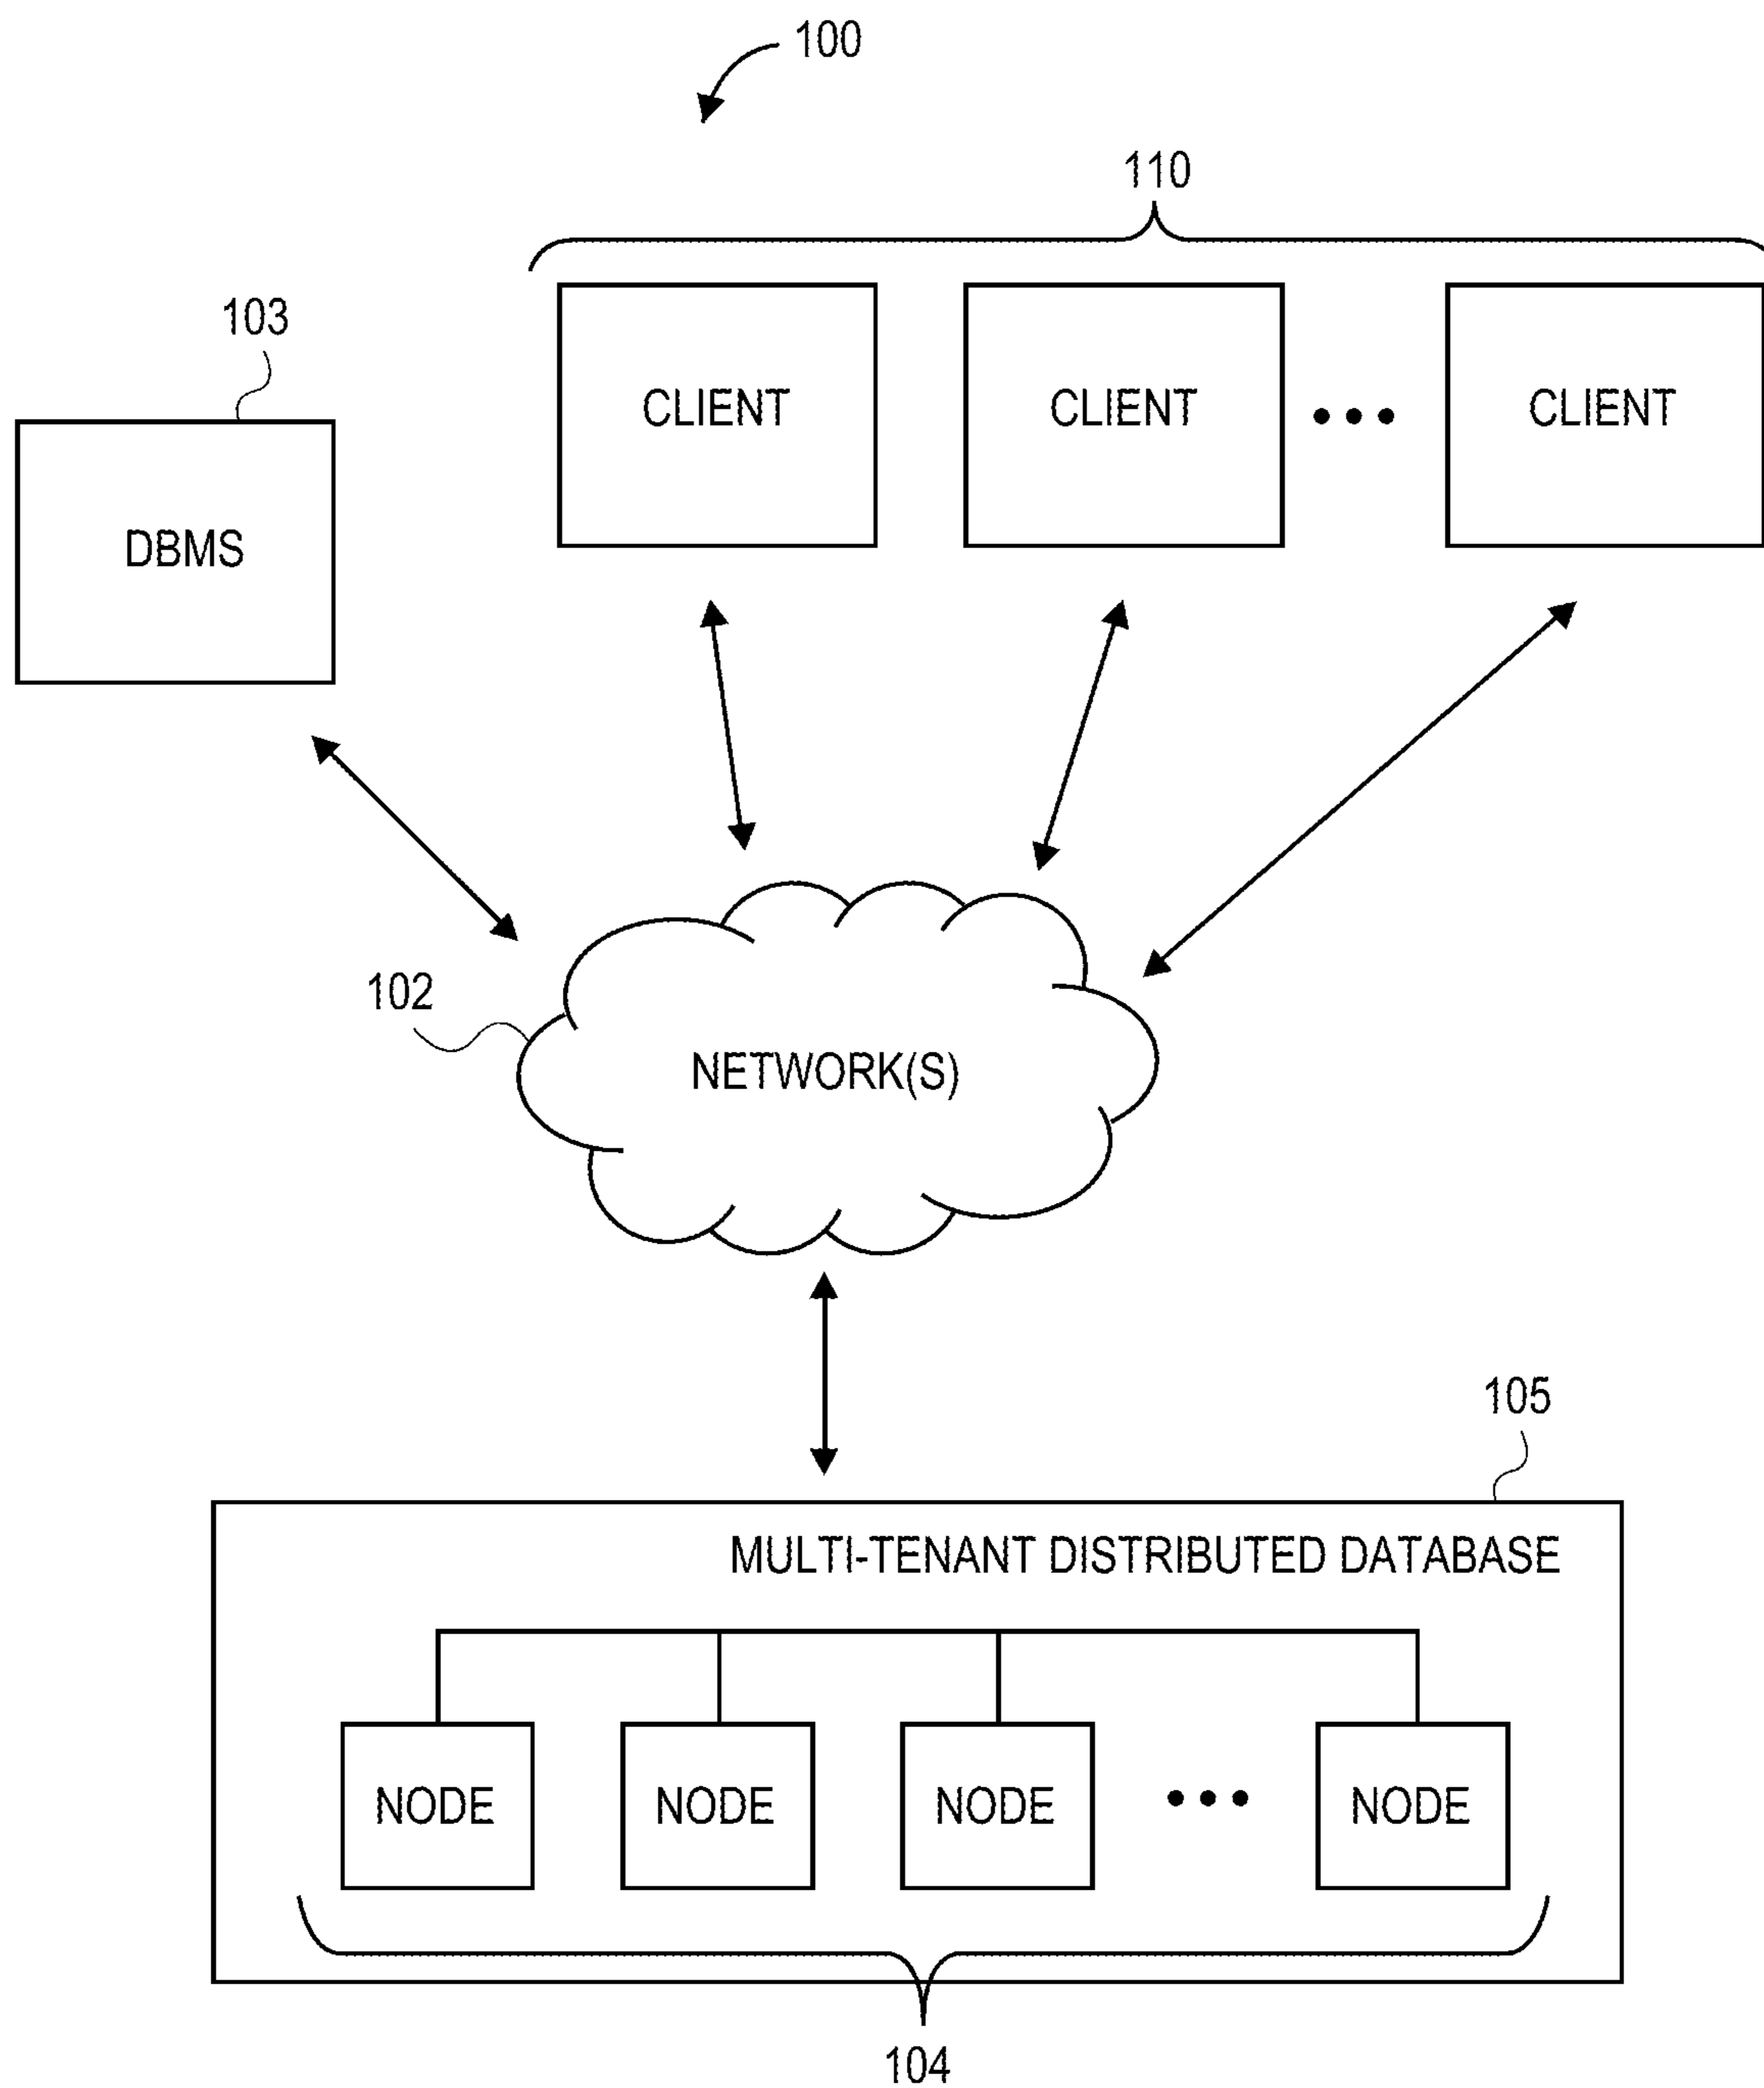 100
110
103
CLIENT CLIENT ••• CLIENT
DBMS
102
NETWORK(S)
105
MULTI-TENANT DISTRIBUTED DATABASE
NODE NODE NODE ••• NODE
104